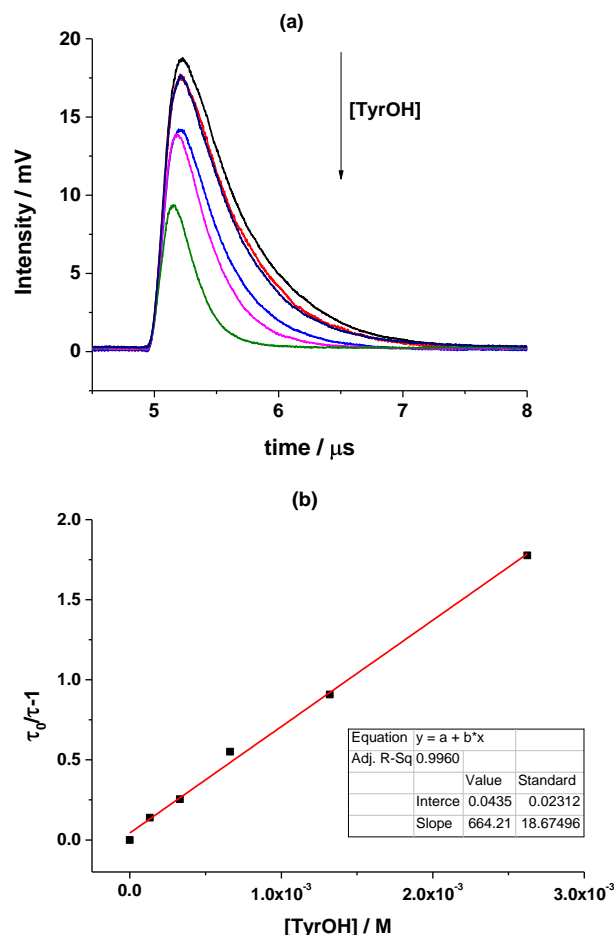 (a)
20
15
10
5
0
Intensity / mV
[TyrOH]
5 6 7 8
time / μs
(b)
2.0
1.5
1.0
0.5
0.0
τ0/τ-1
Equation y = a + b*x
Adj. R-Sq 0.9960
Value Standard
Interce 0.0435 0.02312
Slope 664.21 18.67496
0.0 1.0x10-3 2.0x10-3 3.0x10-3
[TyrOH] / M